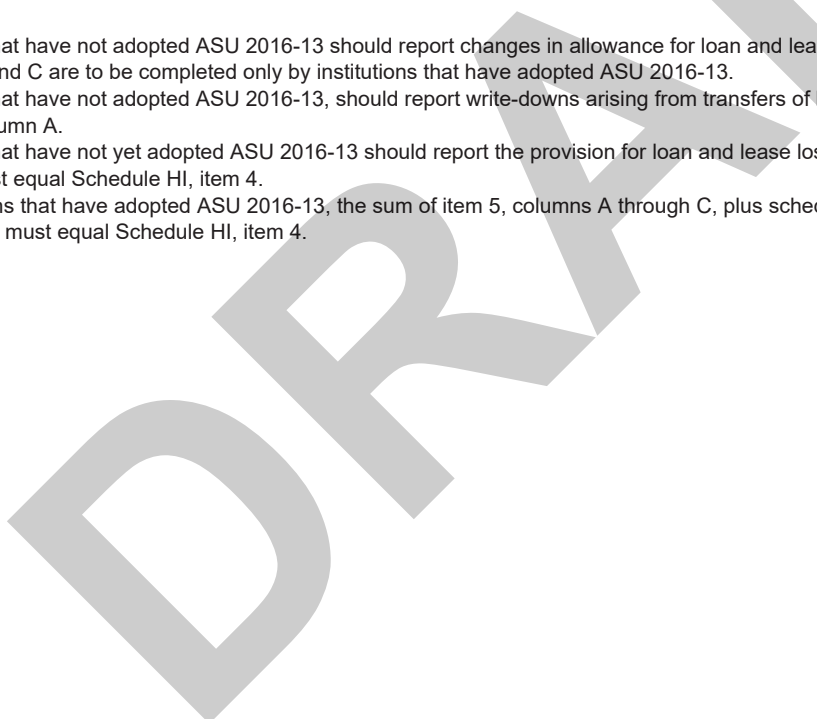 at have not adopted ASU 2016-13 should report changes in allowance for loan and lea
nd C are to be completed only by institutions that have adopted ASU 2016-13.
at have not adopted ASU 2016-13, should report write-downs arising from transfers of
umn A.
at have not yet adopted ASU 2016-13 should report the provision for loan and lease los
st equal Schedule HI, item 4.
ns that have adopted ASU 2016-13, the sum of item 5, columns A through C, plus sched
must equal Schedule HI, item 4.
DRA